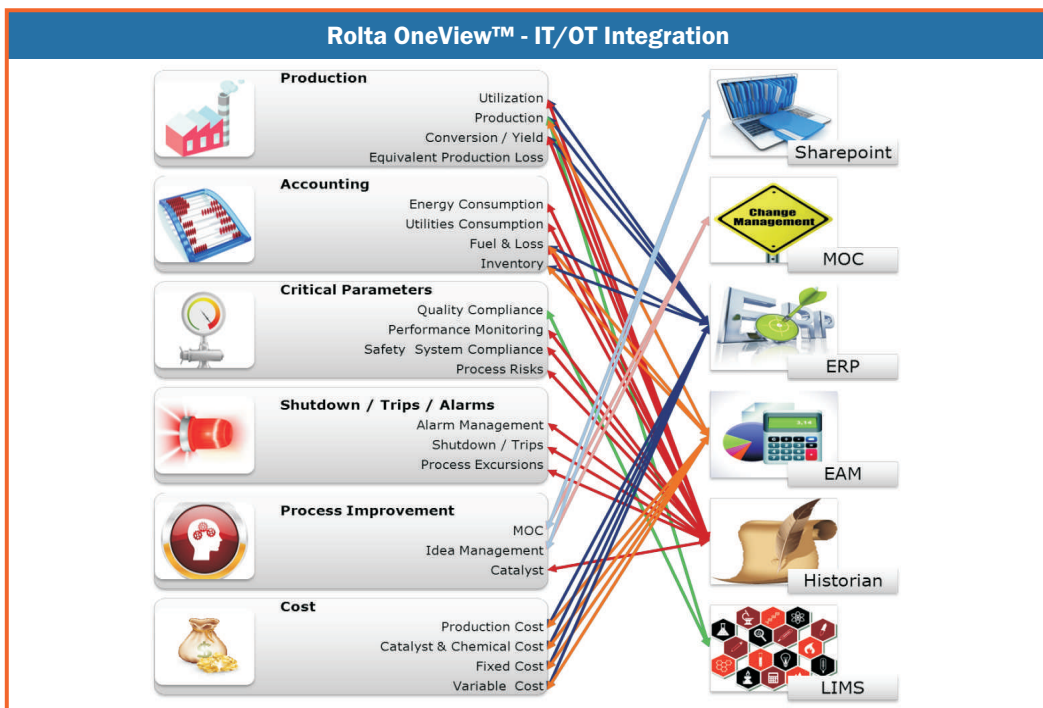 Rolta OneView™ - IT/OT Integration
Production
Utilization
Production
Conversion / Yield
Equivalent Production Loss
Accounting
Energy Consumption
Utilities Consumption
Fuel & Loss
Inventory
Critical Parameters
Quality Compliance
Performance Monitoring
Safety System Compliance
Process Risks
Shutdown / Trips / Alarms
Alarm Management
Shutdown / Trips
Process Excursions
Process Improvement
MOC
Idea Management
Catalyst
Cost
Production Cost
Catalyst & Chemical Cost
Fixed Cost
Variable Cost
Sharepoint
Change
Management
MOC
ERP
EAM
Historian
LIMS